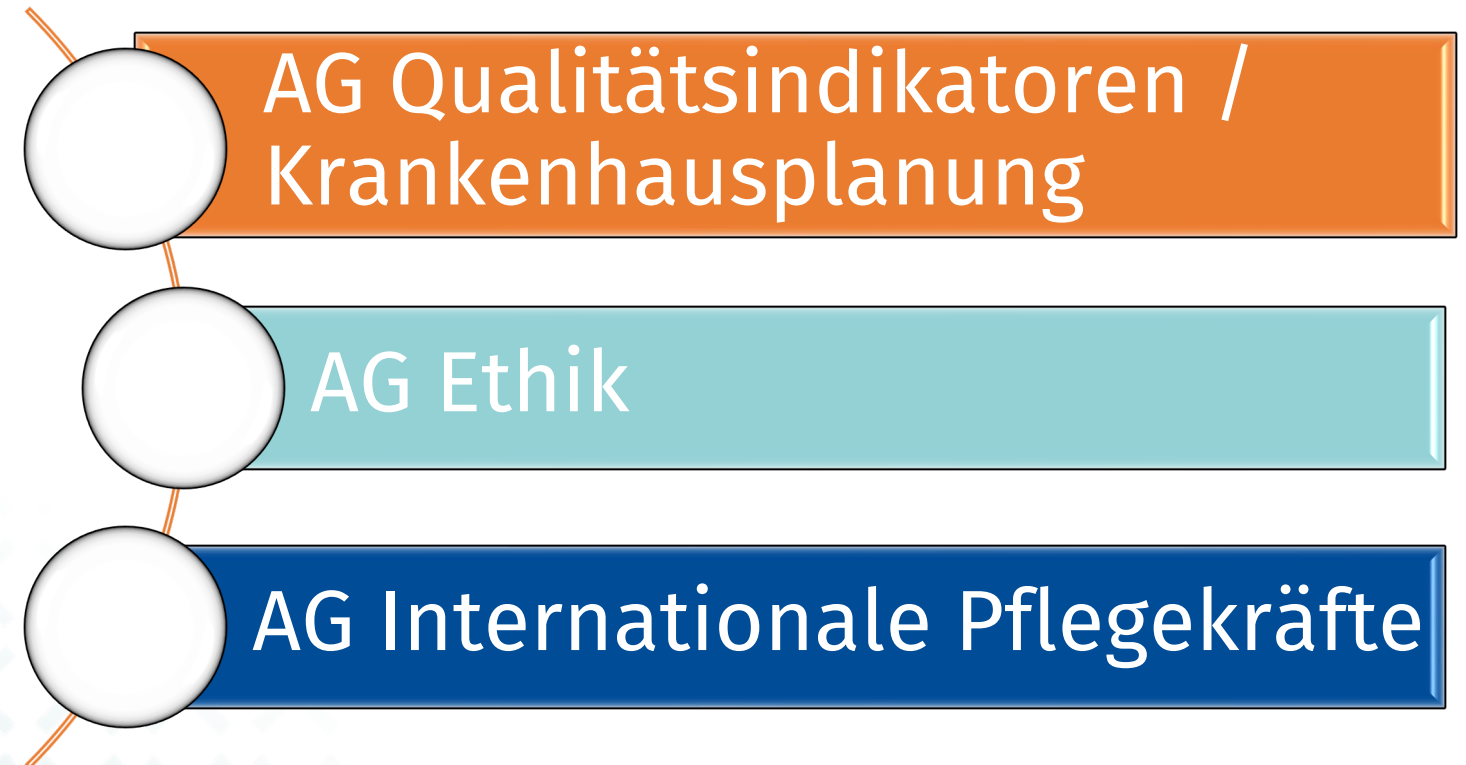 AG Qualitätsindikatoren /
Krankenhausplanung
AG Ethik
AG Internationale Pflegekräfte